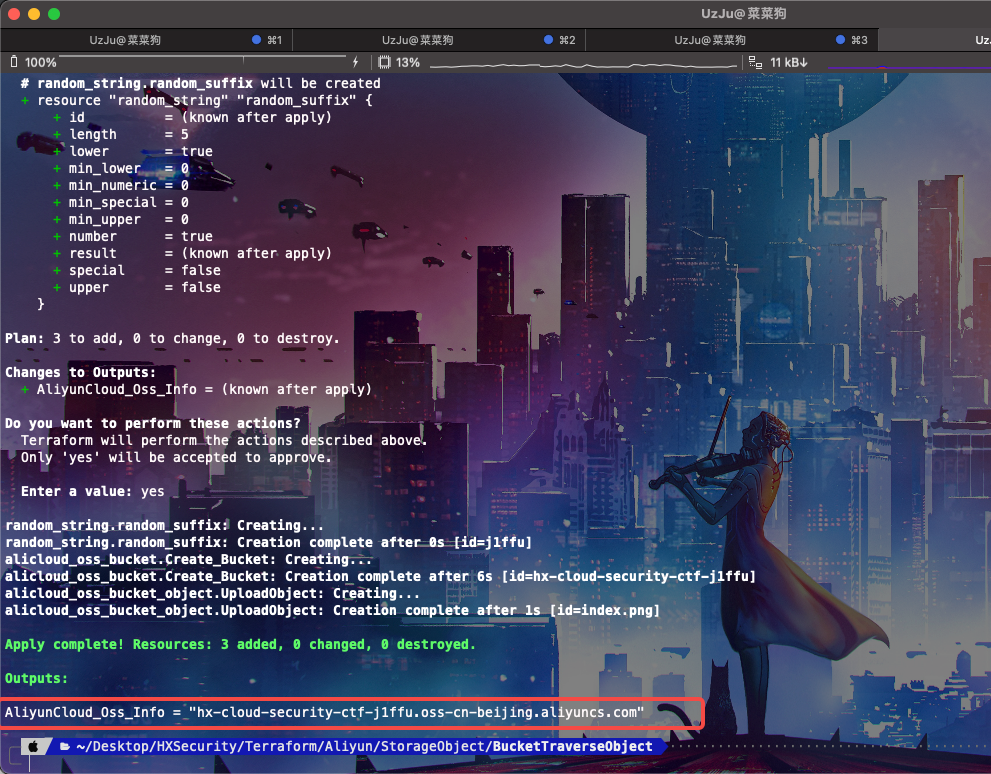 UzJu@菜菜狗
UzJu@菜菜狗 ⌘1 UzJu@菜菜狗 ⌘2 UzJu@菜菜狗 ⌘3 UzJ
100% 13% 11 kB↓
# random_string.random_suffix will be created
+ resource "random_string" "random_suffix" {
+ id = (known after apply)
+ length = 5
+ lower = true
+ min_lower = 0
+ min_numeric = 0
+ min_special = 0
+ min_upper = 0
+ number = true
+ result = (known after apply)
+ special = false
+ upper = false
}
Plan: 3 to add, 0 to change, 0 to destroy.
Changes to Outputs:
+ AliyunCloud_Oss_Info = (known after apply)
Do you want to perform these actions?
Terraform will perform the actions described above.
Only 'yes' will be accepted to approve.
Enter a value: yes
random_string.random_suffix: Creating...
random_string.random_suffix: Creation complete after 0s [id=j1ffu]
alicloud_oss_bucket.Create_Bucket: Creating...
alicloud_oss_bucket.Create_Bucket: Creation complete after 6s [id=hx-cloud-security-ctf-j1ffu]
alicloud_oss_bucket_object.UploadObject: Creating...
alicloud_oss_bucket_object.UploadObject: Creation complete after 1s [id=index.png]
Apply complete! Resources: 3 added, 0 changed, 0 destroyed.
Outputs:
AliyunCloud_Oss_Info = "hx-cloud-security-ctf-j1ffu.oss-cn-beijing.aliyuncs.com"
~/Desktop/HXSecurity/Terraform/Aliyun/StorageObject/BucketTraverseObject